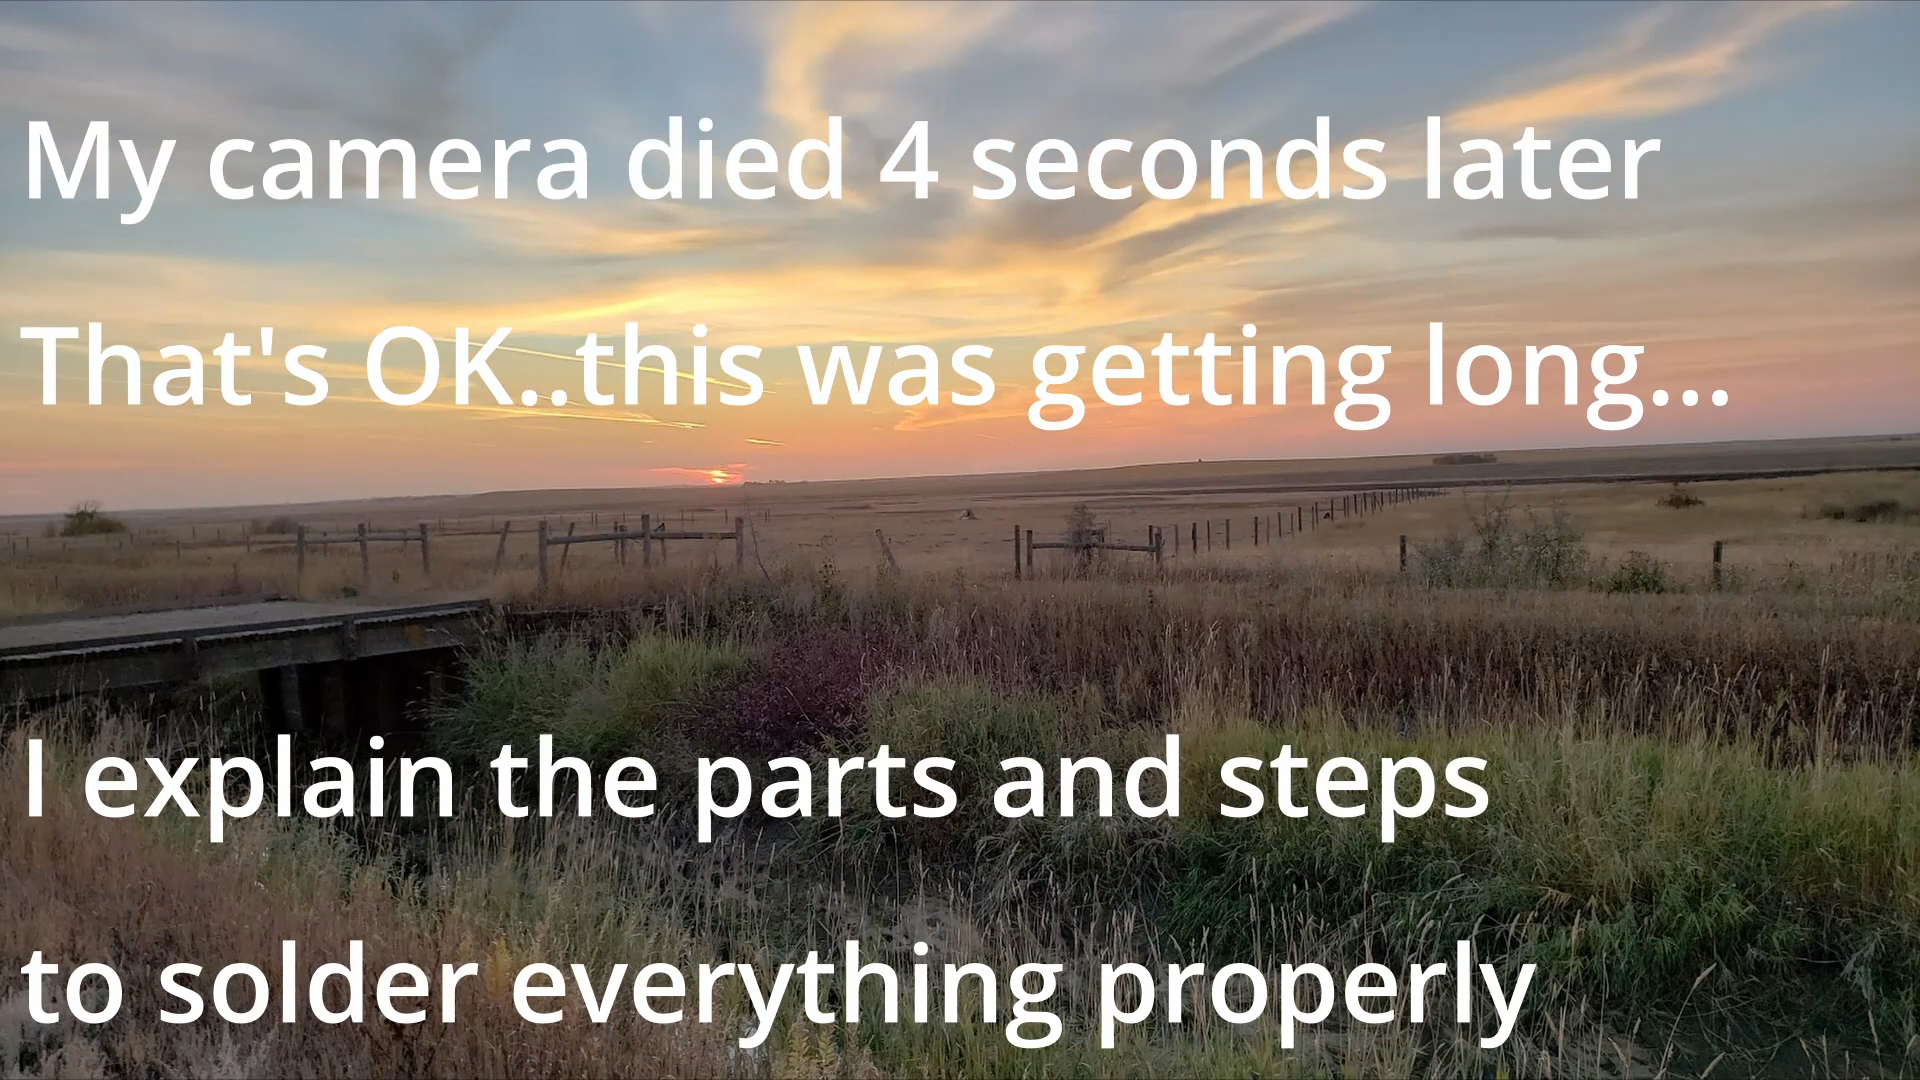 My camera died 4 seconds later
That's OK..this was getting long...
I explain the parts and steps
to solder everything properly